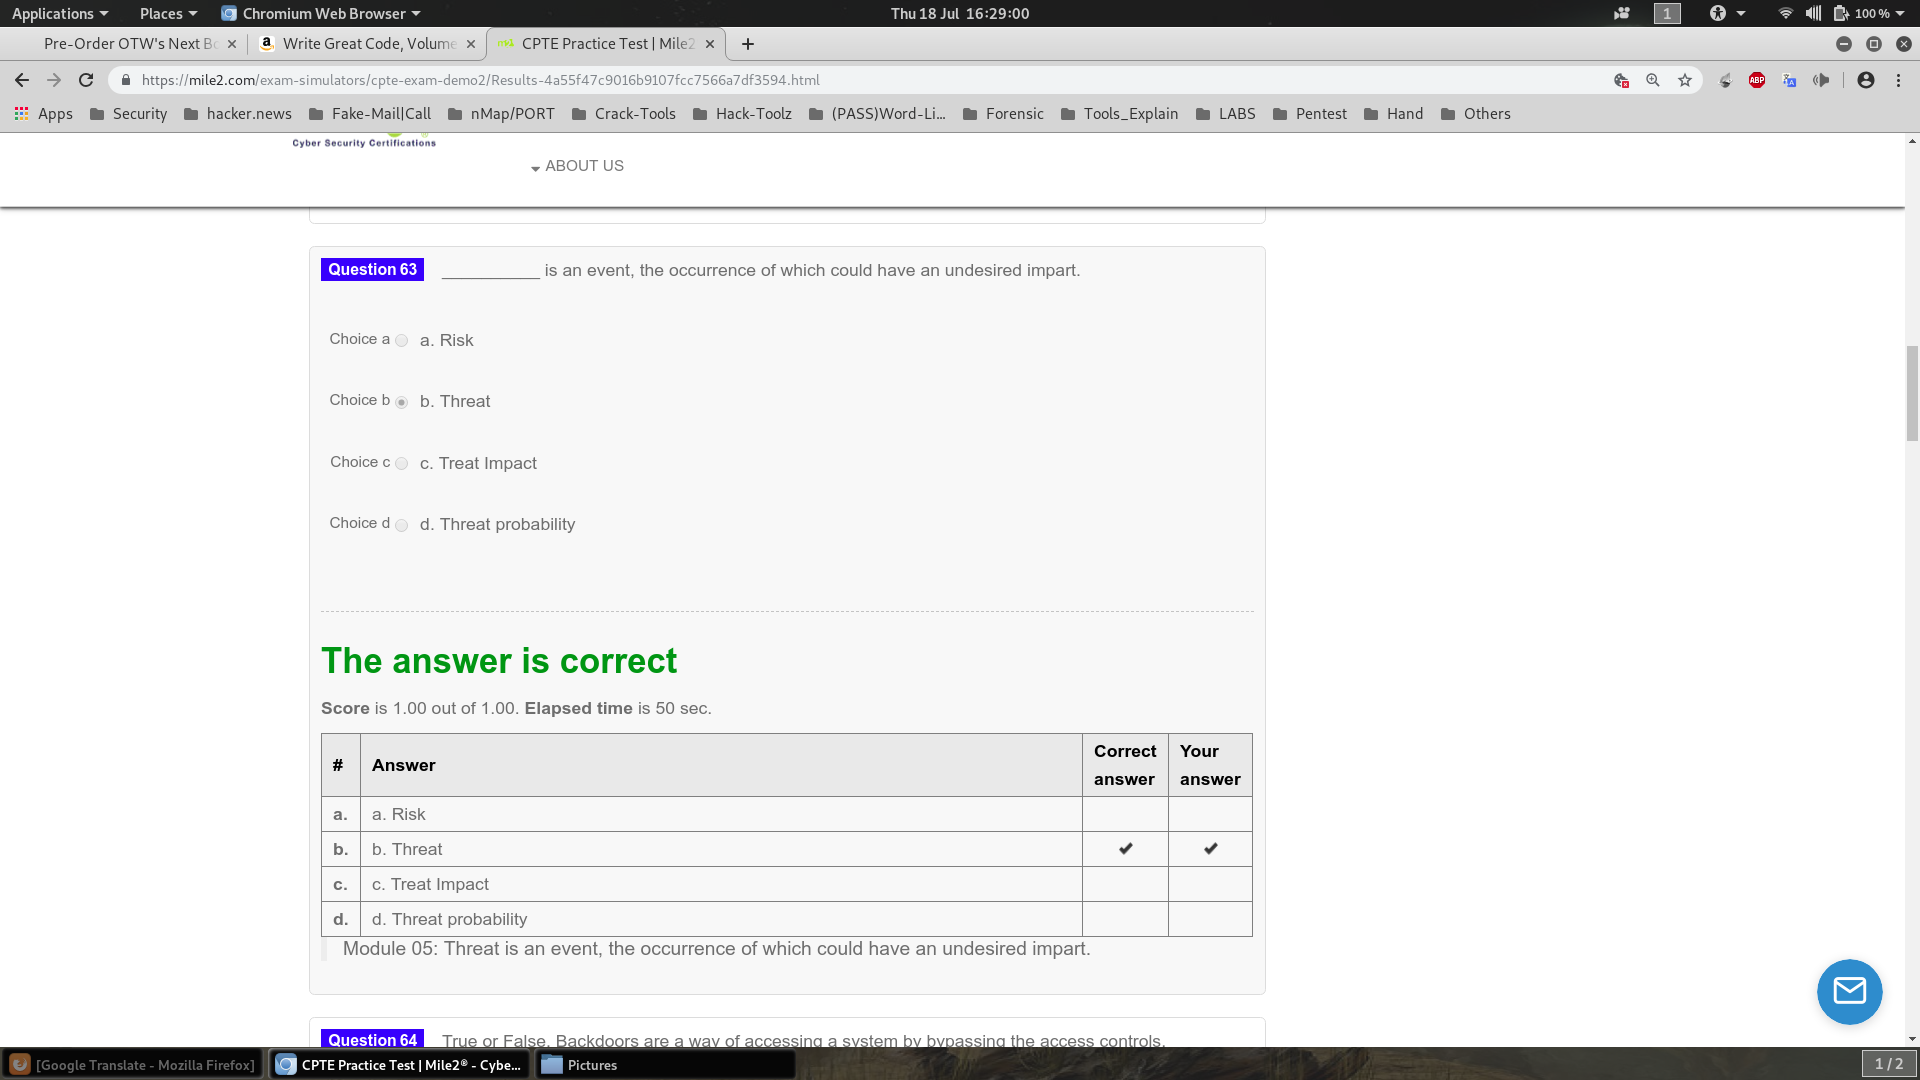 Applications Places Chromium Web Browser Thu 18 Jul 16:29:00 1 100 %
Pre-Order OTW's Next Bo Write Great Code, Volume CPTE Practice Test | Mile2
https://mile2.com/exam-simulators/cpte-exam-demo2/Results-4a55f47c9016b9107fcc7566a7df3594.html ABP
Apps Security hacker.news Fake-Mail|Call nMap/PORT Crack-Tools Hack-Toolz (PASS)Word-Li... Forensic Tools_Explain LABS Pentest Hand Others
Cyber Security Certifications
ABOUT US
Question 63 __________ is an event, the occurrence of which could have an undesired impart.
Choice a a. Risk
Choice b b. Threat
Choice c c. Treat Impact
Choice d d. Threat probability
The answer is correct
Score is 1.00 out of 1.00. Elapsed time is 50 sec.
# Answer Correct answer Your answer
a. a. Risk
b. b. Threat
c. c. Treat Impact
d. d. Threat probability
Module 05: Threat is an event, the occurrence of which could have an undesired impart.
Question 64 True or False. Backdoors are a way of accessing a system by bypassing the access controls.
[Google Translate - Mozilla Firefox] CPTE Practice Test | Mile2® - Cybe... Pictures 1 / 2